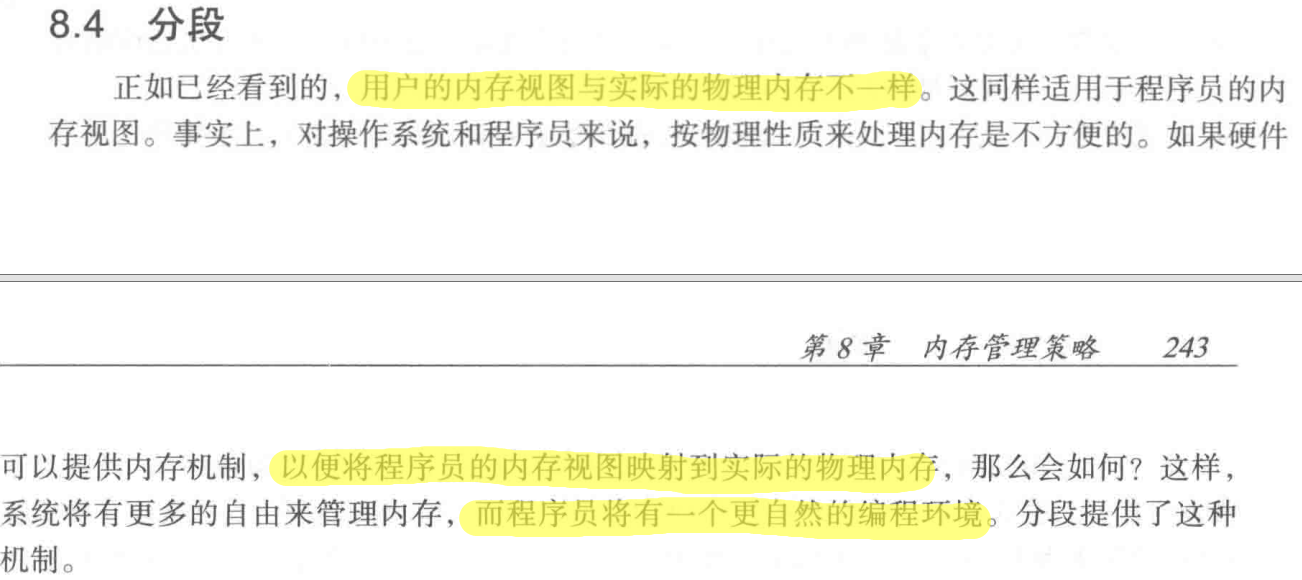 8.4 分段
正如已经看到的，用户的内存视图与实际的物理内存不一样。这同样适用于程序员的内
存视图。事实上，对操作系统和程序员来说，按物理性质来处理内存是不方便的。如果硬件
第 8 章 内存管理策略 243
可以提供内存机制，以便将程序员的内存视图映射到实际的物理内存，那么会如何？这样，
系统将有更多的自由来管理内存，而程序员将有一个更自然的编程环境。分段提供了这种
机制。